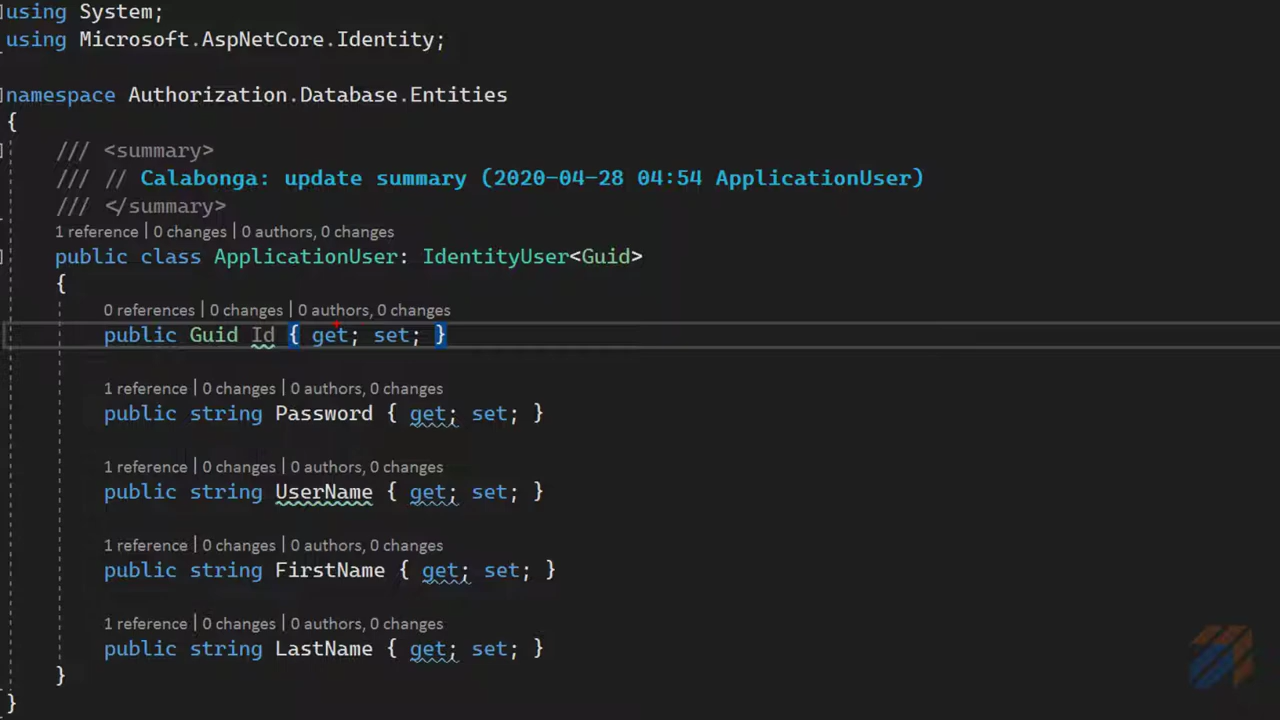 using System;
using Microsoft.AspNetCore.Identity;
namespace Authorization.Database.Entities
{
/// <summary>
/// // Calabonga: update summary (2020-04-28 04:54 ApplicationUser)
/// </summary>
1 reference | 0 changes | 0 authors, 0 changes
public class ApplicationUser: IdentityUser<Guid>
{
0 references | 0 changes | 0 authors, 0 changes
public Guid Id { get; set; }
1 reference | 0 changes | 0 authors, 0 changes
public string Password { get; set; }
1 reference | 0 changes | 0 authors, 0 changes
public string UserName { get; set; }
1 reference | 0 changes | 0 authors, 0 changes
public string FirstName { get; set; }
1 reference | 0 changes | 0 authors, 0 changes
public string LastName { get; set; }
}
}